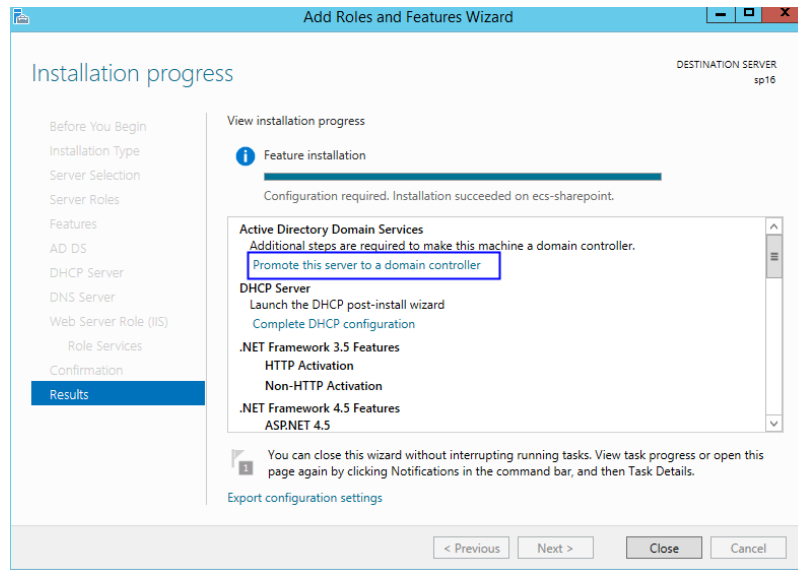 Add Roles and Features Wizard
Installation progress
DESTINATION SERVER
sp16
Before You Begin
Installation Type
Server Selection
Server Roles
Features
AD DS
DHCP Server
DNS Server
Web Server Role (IIS)
Role Services
Confirmation
Results
View installation progress
Feature installation
Configuration required. Installation succeeded on ecs-sharepoint.
Active Directory Domain Services
Additional steps are required to make this machine a domain controller.
Promote this server to a domain controller
DHCP Server
Launch the DHCP post-install wizard
Complete DHCP configuration
.NET Framework 3.5 Features
HTTP Activation
Non-HTTP Activation
.NET Framework 4.5 Features
ASP.NET 4.5
1
You can close this wizard without interrupting running tasks. View task progress or open this
page again by clicking Notifications in the command bar, and then Task Details.
Export configuration settings
< Previous
Next >
Close
Cancel